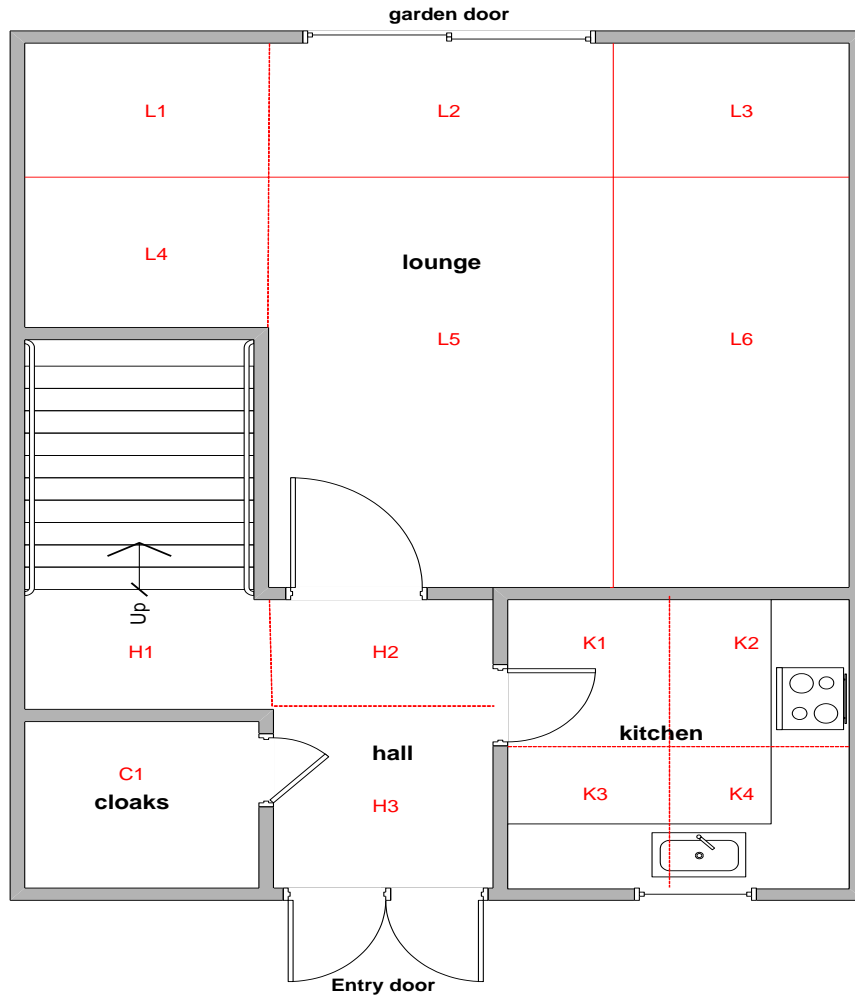 garden door
L1
L2
L3
L4
lounge
L5
L6
Up
H1
H2
K1
K2
kitchen
hall
C1
cloaks
H3
K3
K4
Entry door